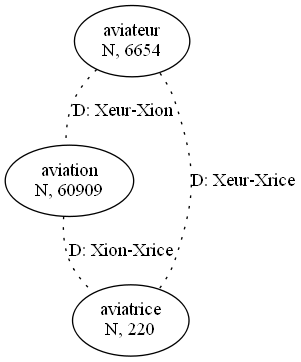 aviateur
N, 6654
D: Xeur-Xion
aviation
N, 60909
D: Xeur-Xrice
D: Xion-Xrice
aviatrice
N, 220